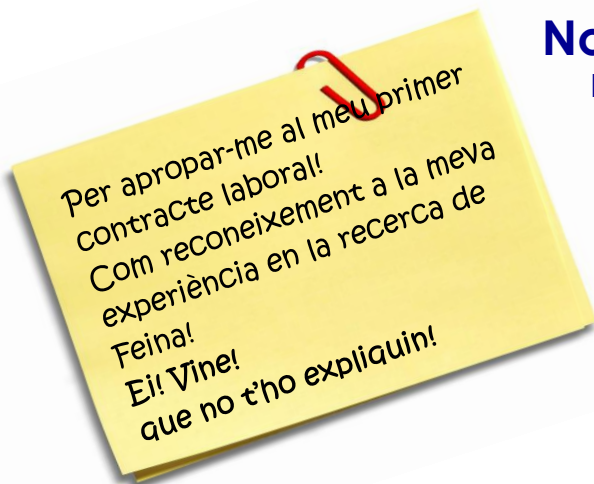 No
Per apropar-me al meu primer
contracte laboral!
Com reconeixement a la meva
experiència en la recerca de
Feina!
Ei! Vine!
que no t'ho expliquin!